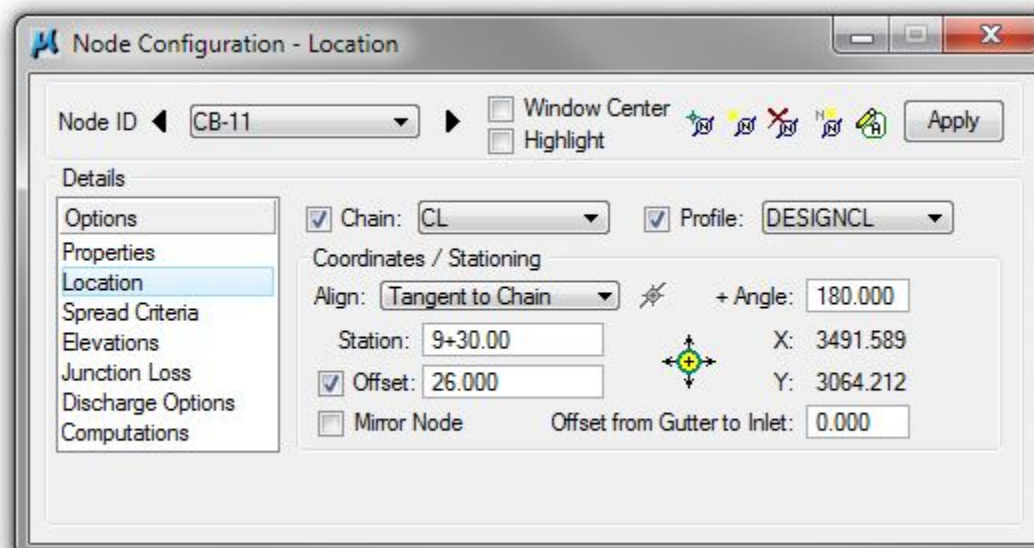 Node Configuration - Location
Node ID CB-11 Window Center Apply
Highlight
Details
Options
Properties
Location
Spread Criteria
Elevations
Junction Loss
Discharge Options
Computations
Chain: CL Profile: DESIGNCL
Coordinates / Stationing
Align: Tangent to Chain + Angle: 180.000
Station: 9+30.00 X: 3491.589
Offset: 26.000 Y: 3064.212
Mirror Node Offset from Gutter to Inlet: 0.000